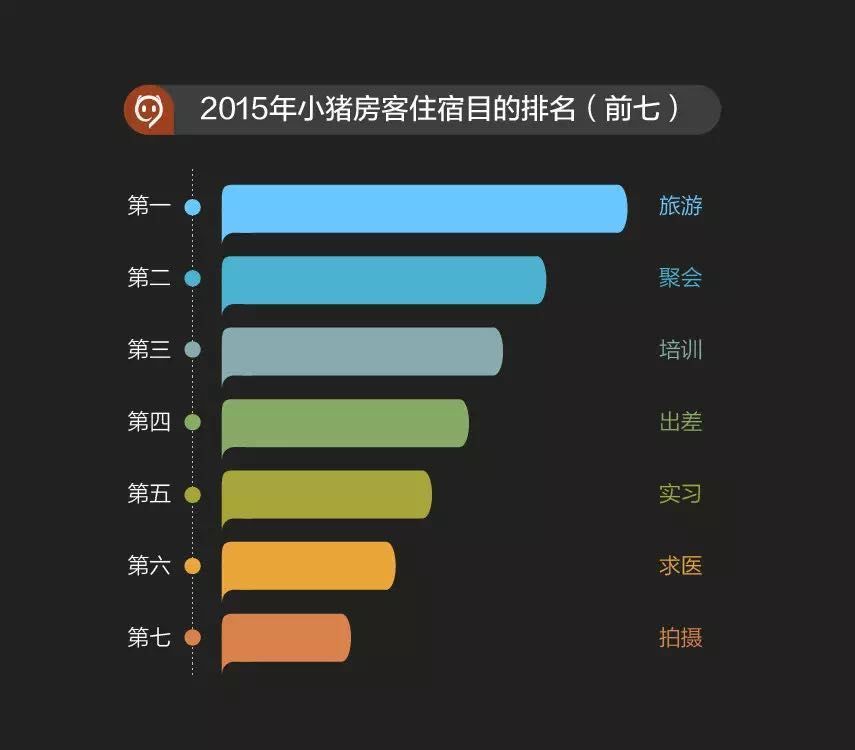 2015年小猪房客住宿目的排名（前七）
第一 旅游
第二 聚会
第三 培训
第四 出差
第五 实习
第六 求医
第七 拍摄